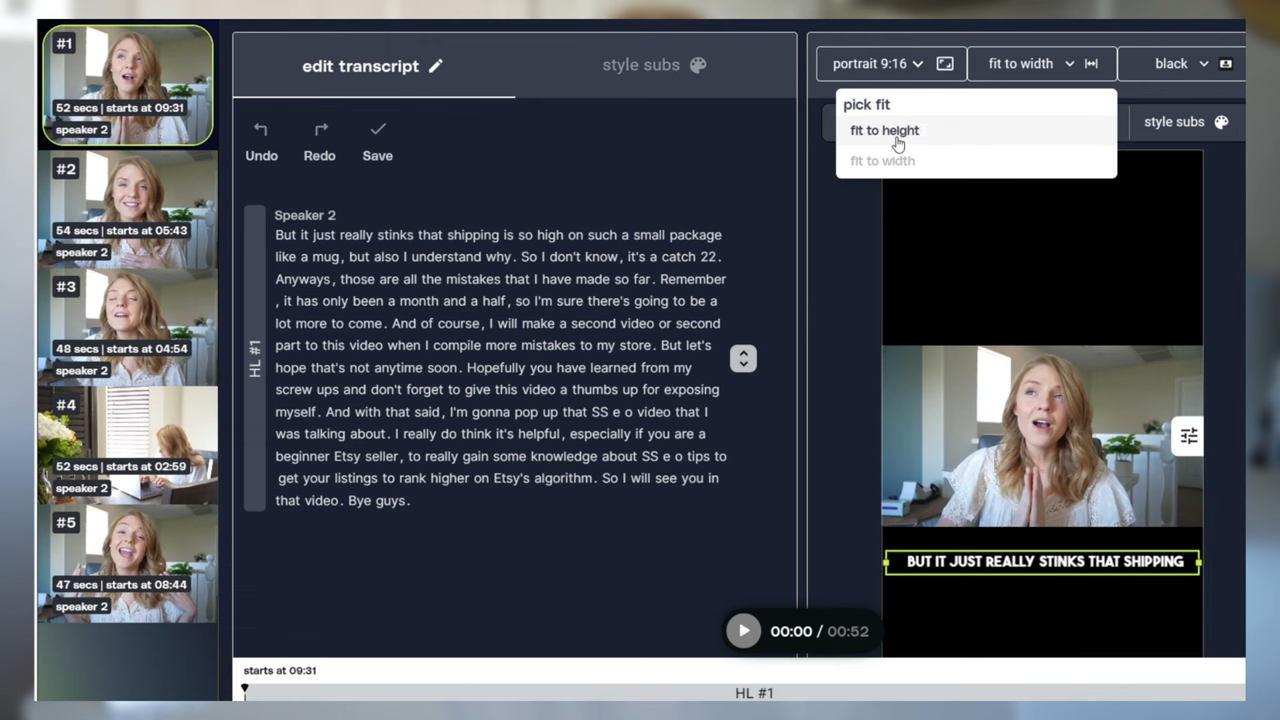 #1
52 secs | starts at 09:31
speaker 2
#2
54 secs | starts at 05:43
speaker 2
#3
48 secs | starts at 04:54
speaker 2
#4
52 secs | starts at 02:59
speaker 2
#5
47 secs | starts at 08:44
speaker 2
edit transcript
style subs
Undo
Redo
Save
Speaker 2
But it just really stinks that shipping is so high on such a small package
like a mug, but also I understand why. So I don't know, it's a catch 22.
Anyways, those are all the mistakes that I have made so far. Remember
, it has only been a month and a half, so I'm sure there's going to be a
lot more to come. And of course, I will make a second video or second
part to this video when I compile more mistakes to my store. But let's
hope that's not anytime soon. Hopefully you have learned from my
screw ups and don't forget to give this video a thumbs up for exposing
myself. And with that said, I'm gonna pop up that SS e o video that I
was talking about. I really do think it's helpful, especially if you are a
beginner Etsy seller, to really gain some knowledge about SS e o tips to
get your listings to rank higher on Etsy's algorithm. So I will see you in
that video. Bye guys.
HL #1
portrait 9:16
fit to width
black
pick fit
fit to height
fit to width
style subs
BUT IT JUST REALLY STINKS THAT SHIPPING
00:00 / 00:52
starts at 09:31
HL #1